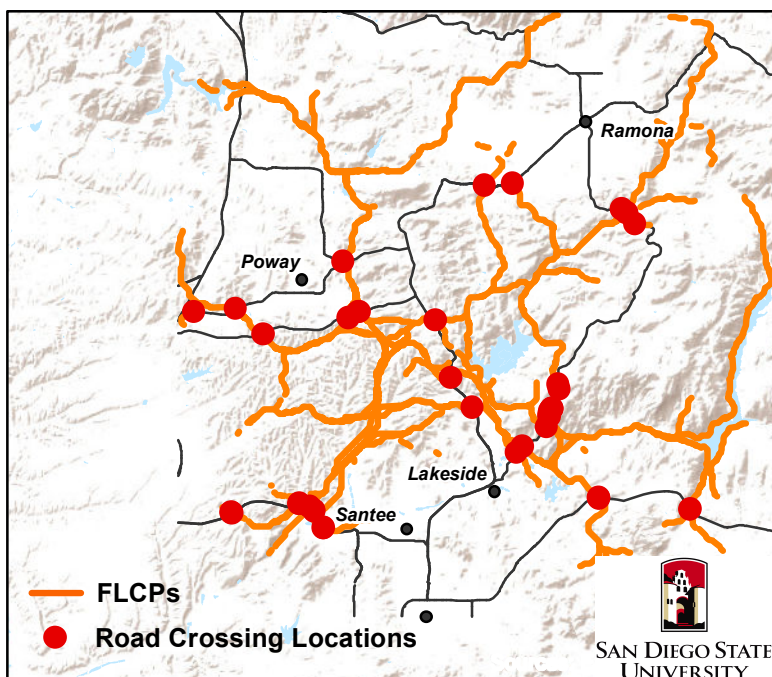 Ramona
Poway
Lakeside
Santee
FLCPs
Road Crossing Locations
SAN DIEGO STATE
UNIVERSITY